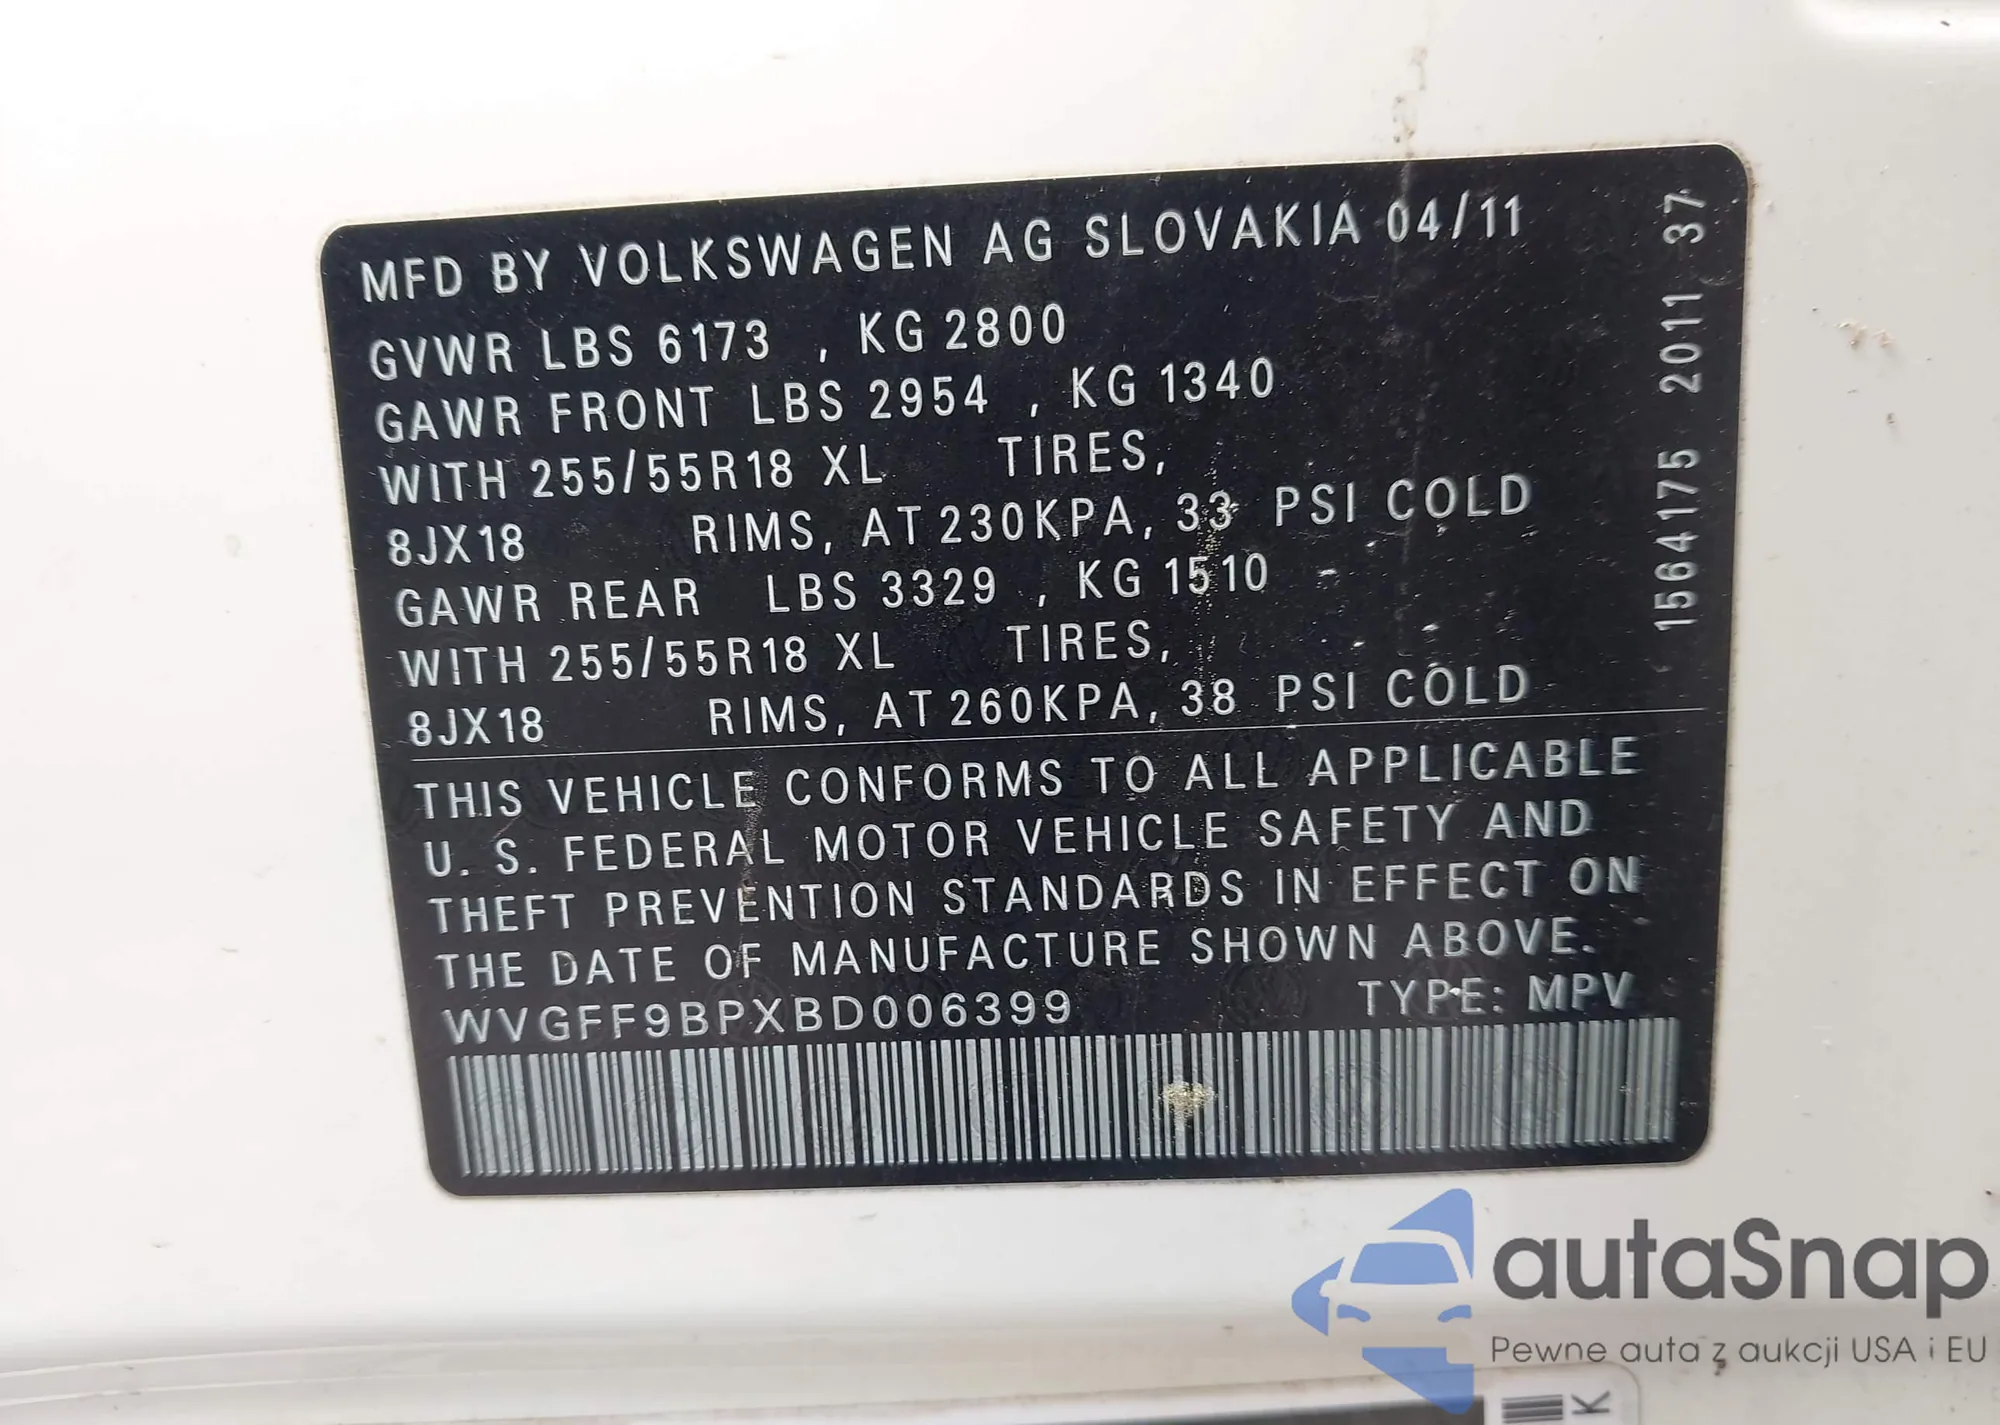 MFD BY VOLKSWAGEN AG SLOVAKIA 04/11
GVWR LBS 6173 , KG 2800
GAWR FRONT LBS 2954 , KG 1340
WITH 255/55R18 XL TIRES,
8JX18 RIMS, AT 230KPA, 33 PSI COLD
GAWR REAR LBS 3329 , KG 1510
WITH 255/55R18 XL TIRES,
8JX18 RIMS, AT 260KPA, 38 PSI COLD
THIS VEHICLE CONFORMS TO ALL APPLICABLE
U. S. FEDERAL MOTOR VEHICLE SAFETY AND
THEFT PREVENTION STANDARDS IN EFFECT ON
THE DATE OF MANUFACTURE SHOWN ABOVE.
WVGFF9BPXBD006399 TYPE: MPV
1564175 2011 37
autaSnap
Pewne auta z aukcji USA i EU
K